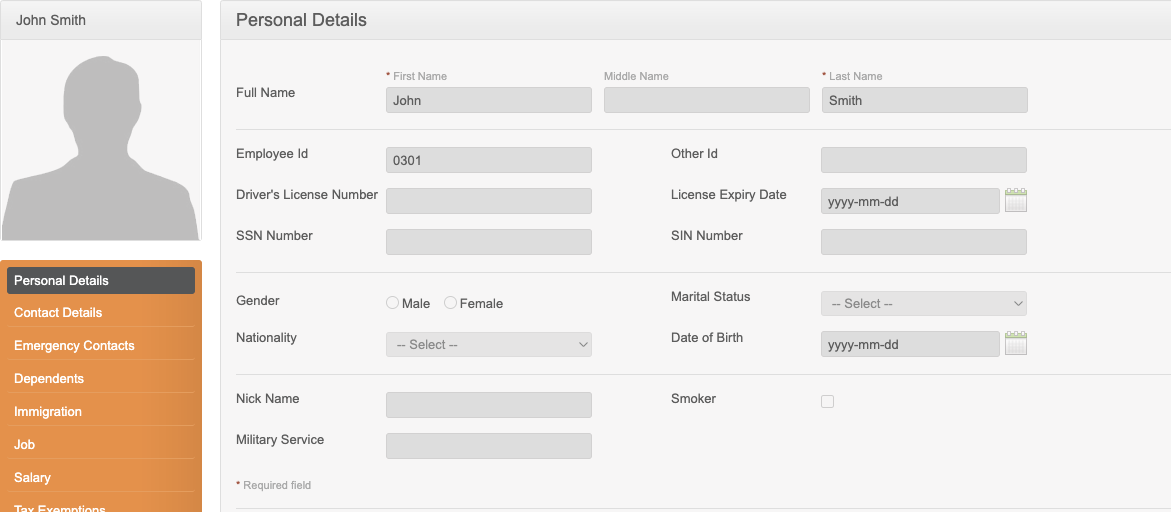 John Smith
Personal Details
* First Name
Middle Name
* Last Name
Full Name
John
Smith
Employee Id
0301
Other Id
Driver's License Number
License Expiry Date
yyyy-mm-dd
SSN Number
SIN Number
Gender
Male
Female
Marital Status
-- Select --
Nationality
-- Select --
Date of Birth
yyyy-mm-dd
Nick Name
Smoker
Military Service
* Required field
Personal Details
Contact Details
Emergency Contacts
Dependents
Immigration
Job
Salary
Tax Exemptions